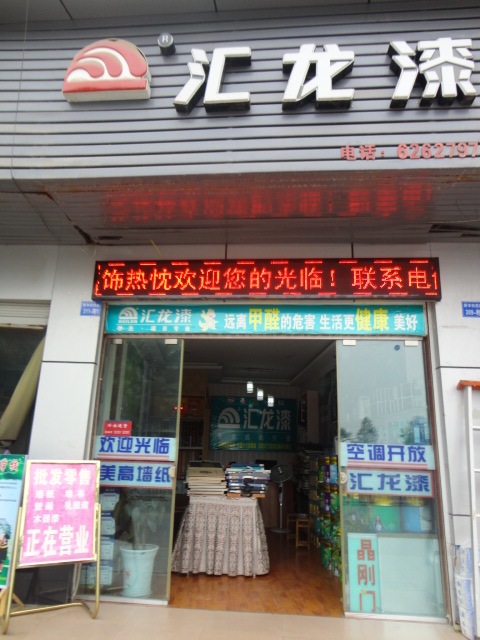 汇龙漆
®
电话:6262797
饰热忱欢迎您的光临!联系电
汇龙漆
远离甲醛的危害 生活更健康 美好
汇龙漆
欢迎光临
美高墙纸
空调开放
汇龙漆
晶刚门
批发零售
正在营业